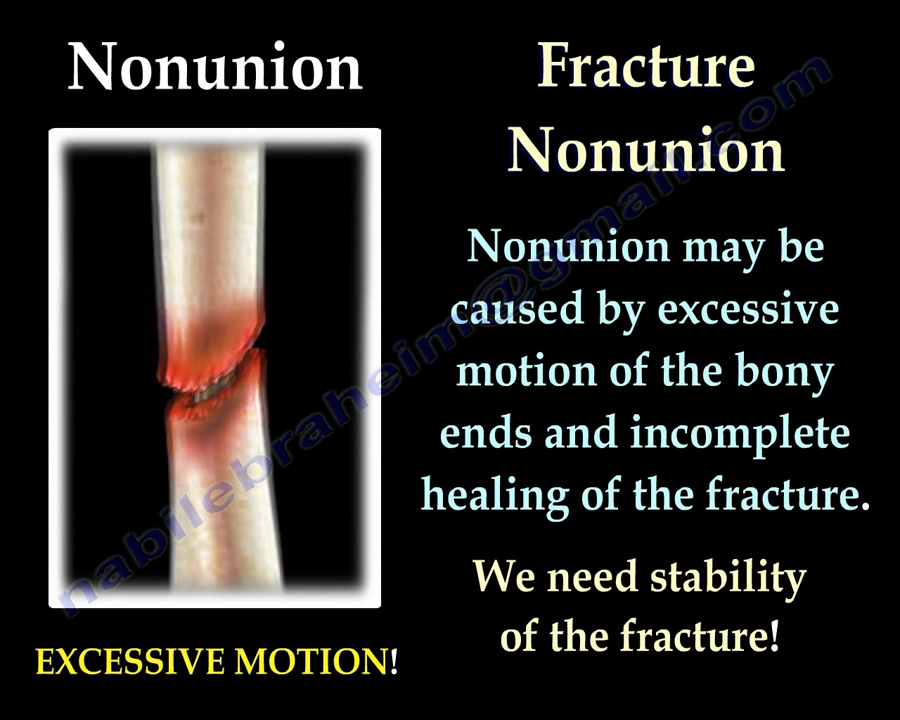 Nonunion
EXCESSIVE MOTION!
Fracture
Nonunion
Nonunion may be
caused by excessive
motion of the bony
ends and incomplete
healing of the fracture.
We need stability
of the fracture!
nabilebraheim@gmail.com